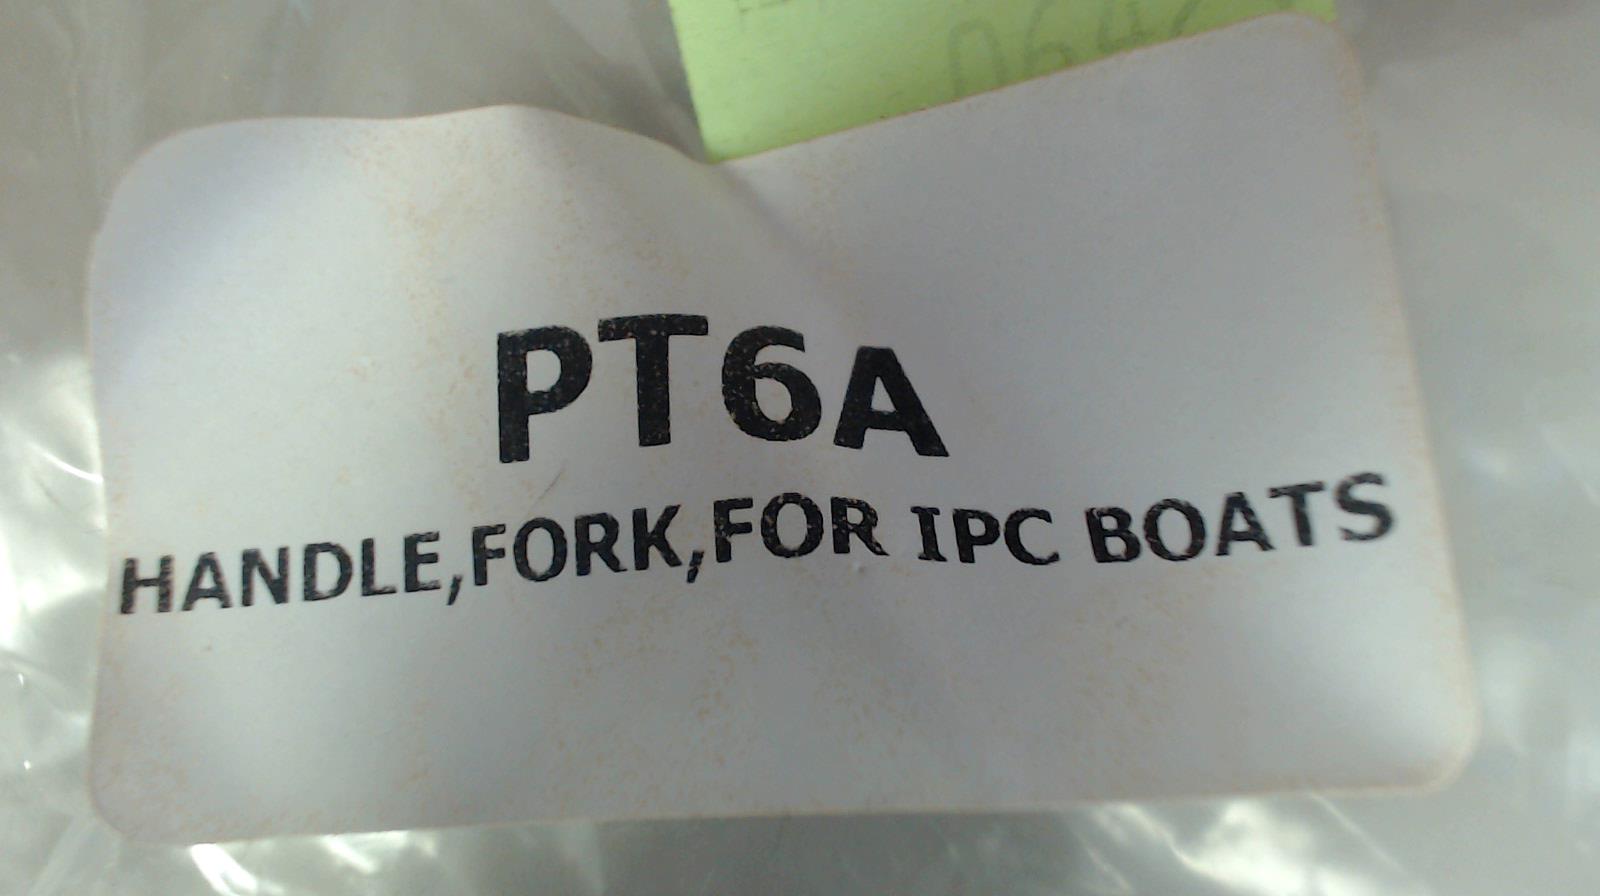 PT6A
HANDLE,FORK,FOR IPC BOATS